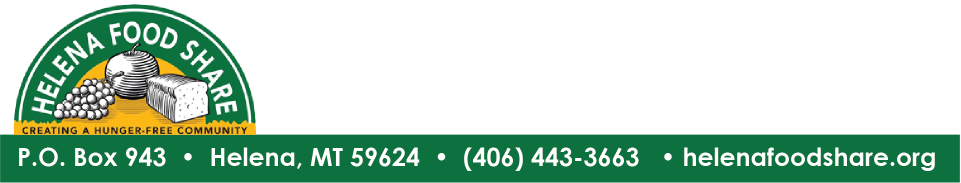 HELENA FOOD SHARE
CREATING A HUNGER-FREE COMMUNITY
P.O. Box 943 • Helena, MT 59624 • (406) 443-3663 • helenafoodshare.org